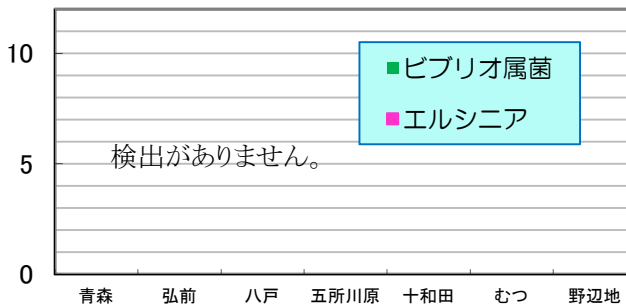 10
ビブリオ属菌
エルシニア
検出がありません。
5
0
青森 弘前 八戸 五所川原 十和田 むつ 野辺地